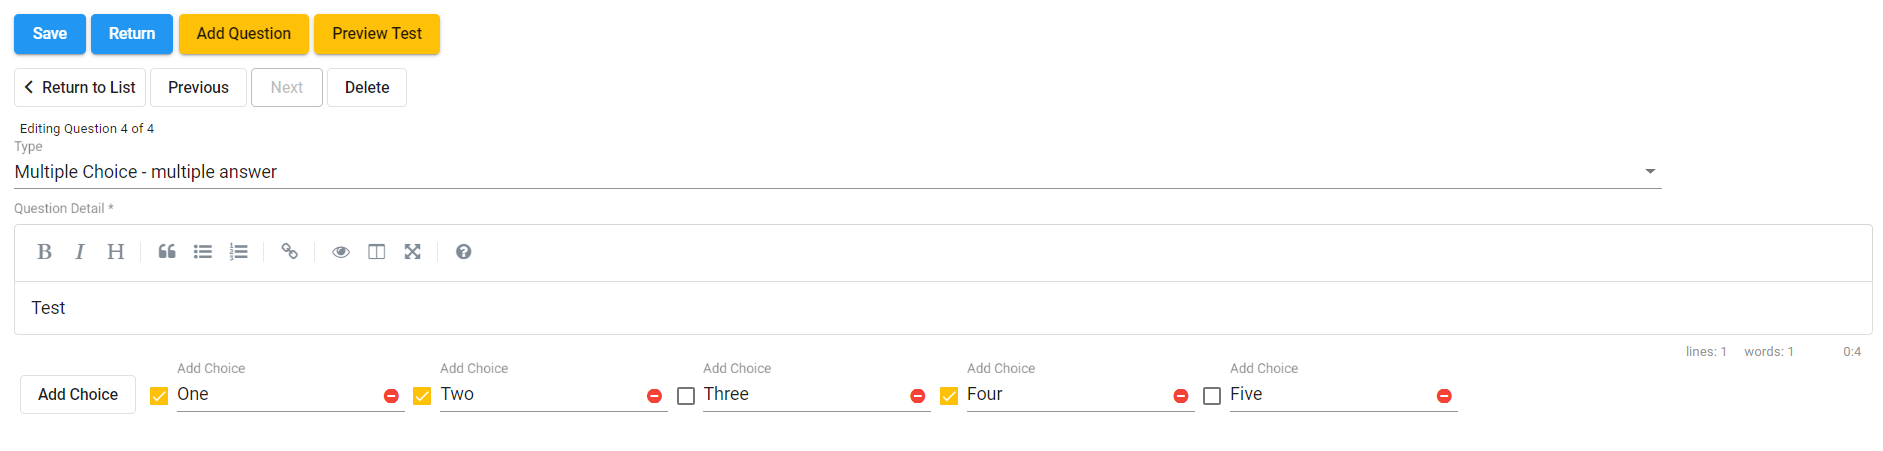 Save Return Add Question Preview Test
Return to List Previous Next Delete
Editing Question 4 of 4
Type
Multiple Choice - multiple answer
Question Detail *
B I H
Test
lines: 1 words: 1 0:4
Add Choice Add Choice Add Choice Add Choice Add Choice
Add Choice One Two Three Four Five